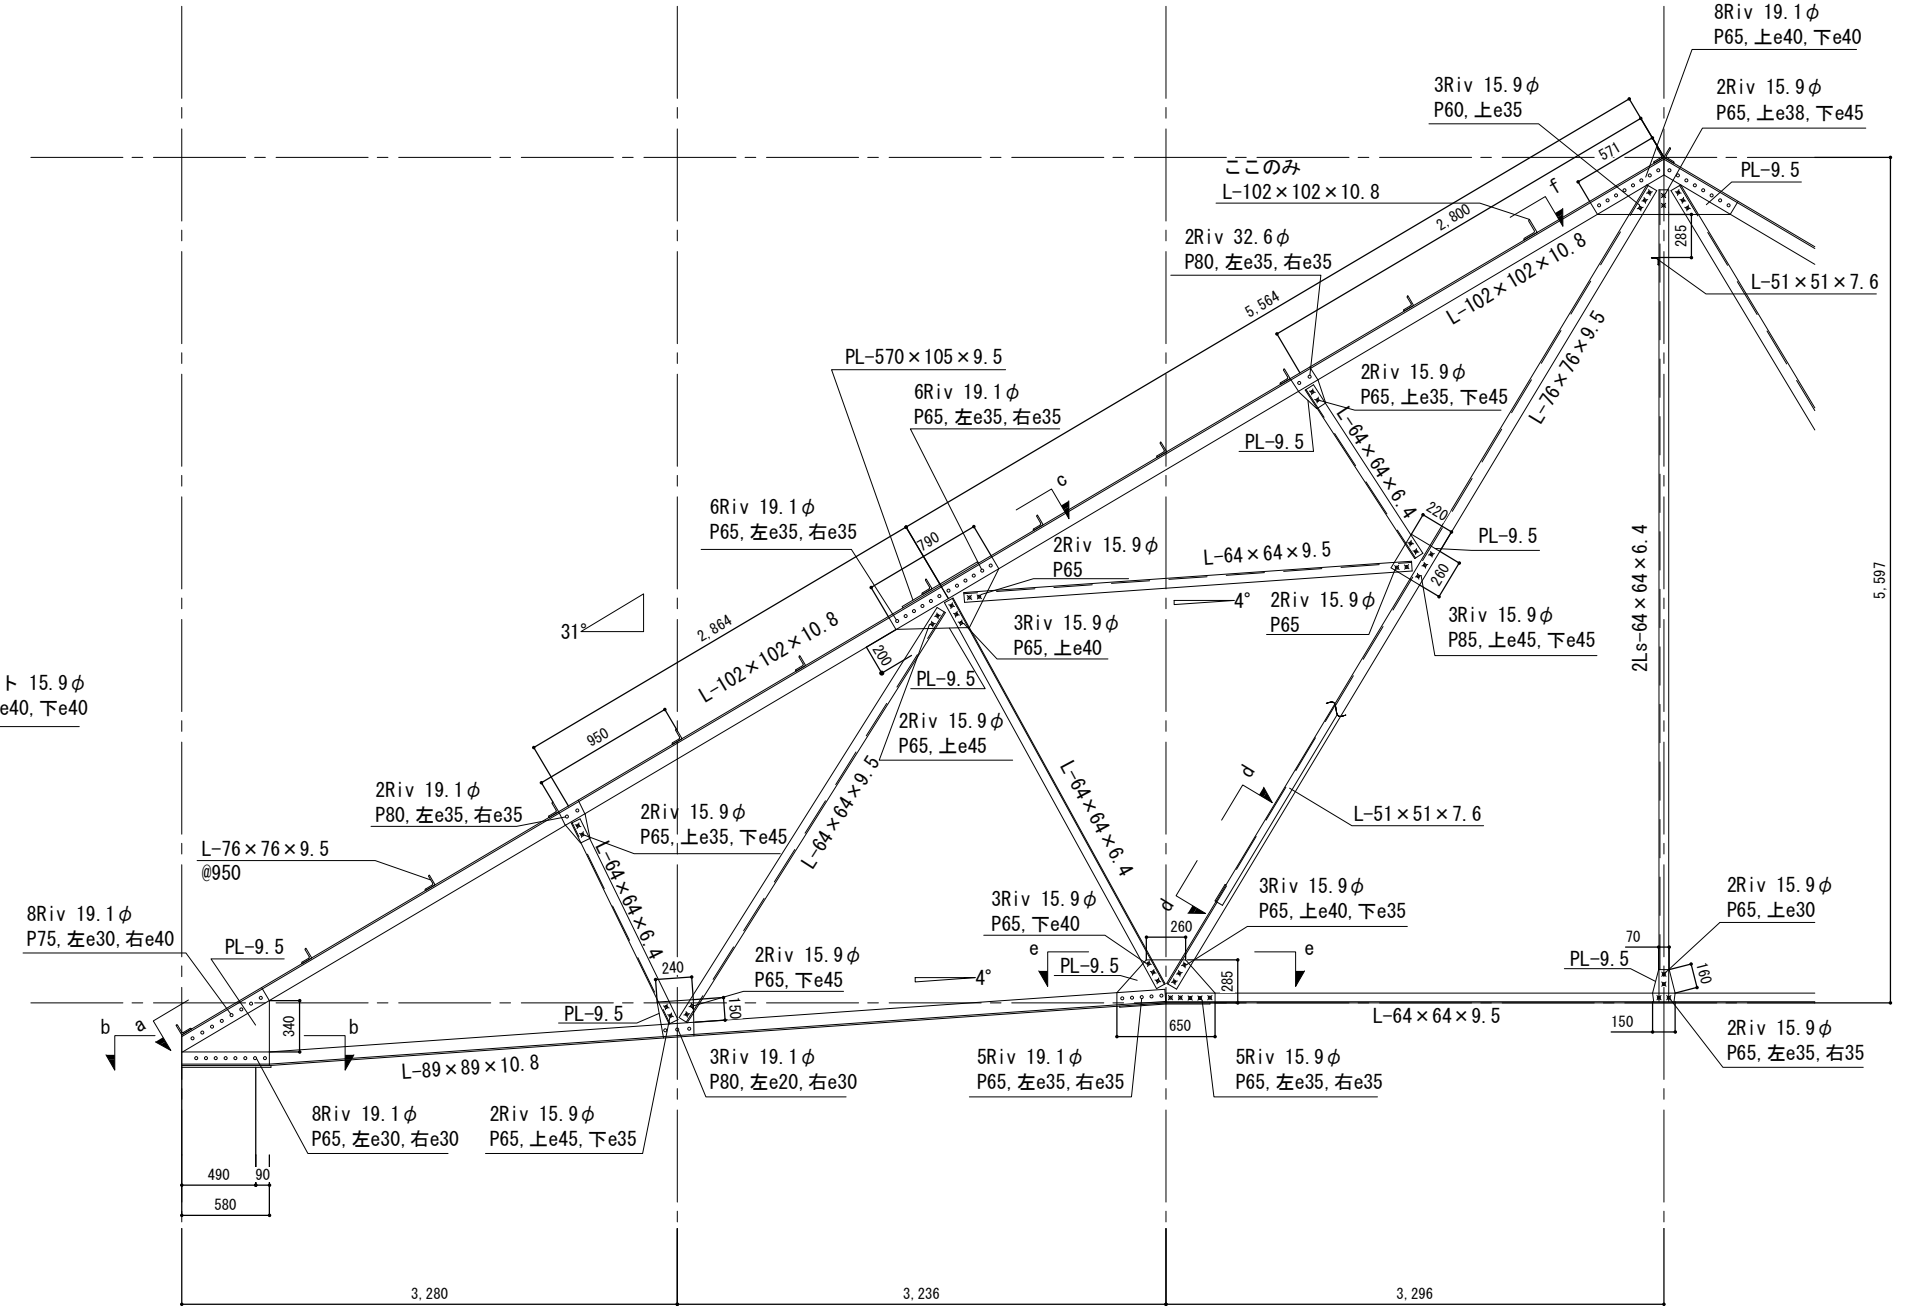 8Riv 19.1φ
P65, 上e40, 下e40
3Riv 15.9φ
P60, 上e35
2Riv 15.9φ
P65, 上e38, 下e45
571
PL-9.5
ここのみ
L-102×102×10.8
f
2,800
2Riv 32.6φ
P80, 左e35, 右e35
285
L-102×102×10.8
L-51×51×7.6
5,564
L-76×76×9.5
PL-570×105×9.5
6Riv 19.1φ
P65, 左e35, 右e35
2Riv 15.9φ
P65, 上e35, 下e45
PL-9.5
L-64×64×6.4
c
6Riv 19.1φ
P65, 左e35, 右e35
790
2Riv 15.9φ
P65
L-64×64×9.5
220
PL-9.5
260
2Ls-64×64×6.4
5,597
4°
31°
2,864
L-102×102×10.8
200
3Riv 15.9φ
P65, 上e40
2Riv 15.9φ
P65
3Riv 15.9φ
P85, 上e45, 下e45
PL-9.5
ト 15.9φ
e40, 下e40
950
2Riv 15.9φ
P65, 上e45
L-64×64×9.5
L-64×64×6.4
d
L-51×51×7.6
2Riv 19.1φ
P80, 左e35, 右e35
2Riv 15.9φ
P65, 上e35, 下e45
L-76×76×9.5
@950
L-64×64×6.4
d
8Riv 19.1φ
P75, 左e30, 右e40
PL-9.5
3Riv 15.9φ
P65, 下e40
260
3Riv 15.9φ
P65, 上e40, 下e35
2Riv 15.9φ
P65, 上e30
240
2Riv 15.9φ
P65, 下e45
4°
e
PL-9.5
e
285
70
PL-9.5
160
b
a
340
b
PL-9.5
150
650
L-64×64×9.5
150
L-89×89×10.8
3Riv 19.1φ
P80, 左e20, 右e30
5Riv 19.1φ
P65, 左e35, 右e35
5Riv 15.9φ
P65, 左e35, 右e35
2Riv 15.9φ
P65, 左e35, 右35
8Riv 19.1φ
P65, 左e30, 右e30
2Riv 15.9φ
P65, 上e45, 下e35
490
90
580
3,280
3,236
3,296